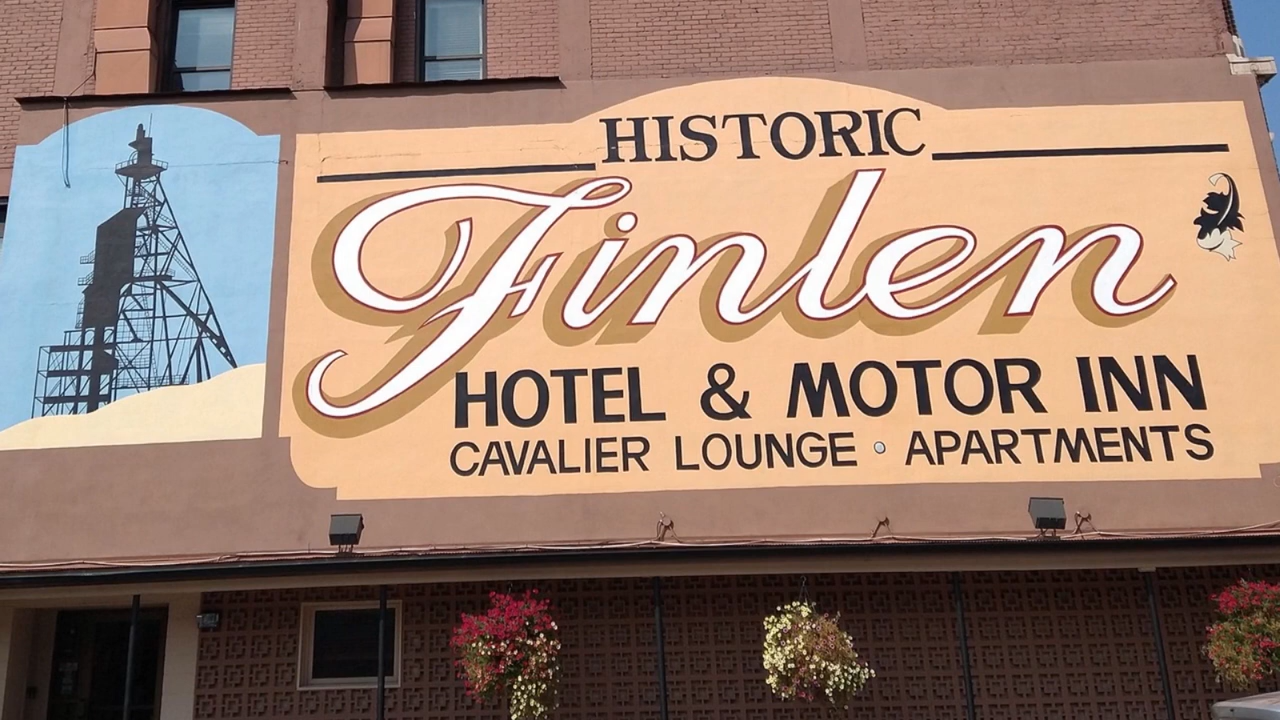 HISTORIC
Finlen
HOTEL & MOTOR INN
CAVALIER LOUNGE • APARTMENTS